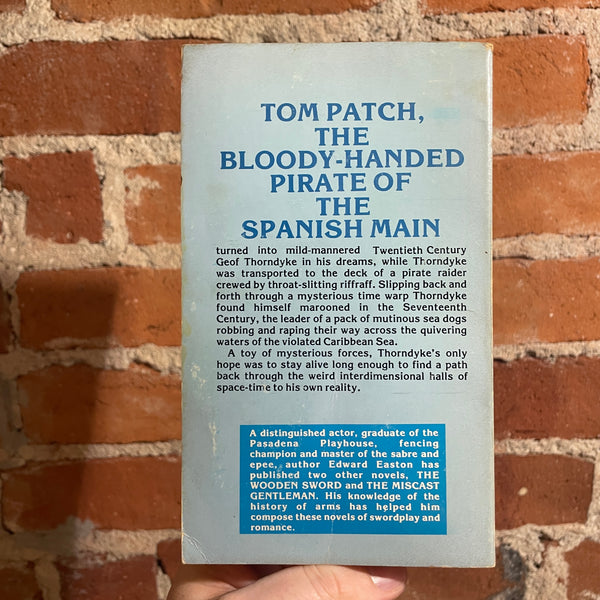 TOM PATCH,
THE
BLOODY-HANDED
PIRATE OF
THE
SPANISH MAIN
turned into mild-mannered Twentieth Century
Geof Thorndyke in his dreams, while Thorndyke
was transported to the deck of a pirate raider
crewed by throat-slitting riffraff. Slipping back and
forth through a mysterious time warp Thorndyke
found himself marooned in the Seventeenth
Century, the leader of a pack of mutinous sea dogs
robbing and raping their way across the quivering
waters of the violated Caribbean Sea.
A toy of mysterious forces, Thorndyke's only
hope was to stay alive long enough to find a path
back through the weird interdimensional halls of
space-time to his own reality.
A distinguished actor, graduate of the
Pasadena Playhouse, fencing
champion and master of the sabre and
epee, author Edward Easton has
published two other novels, THE
WOODEN SWORD and THE MISCAST
GENTLEMAN. His knowledge of the
history of arms has helped him
compose these novels of swordplay and
romance.